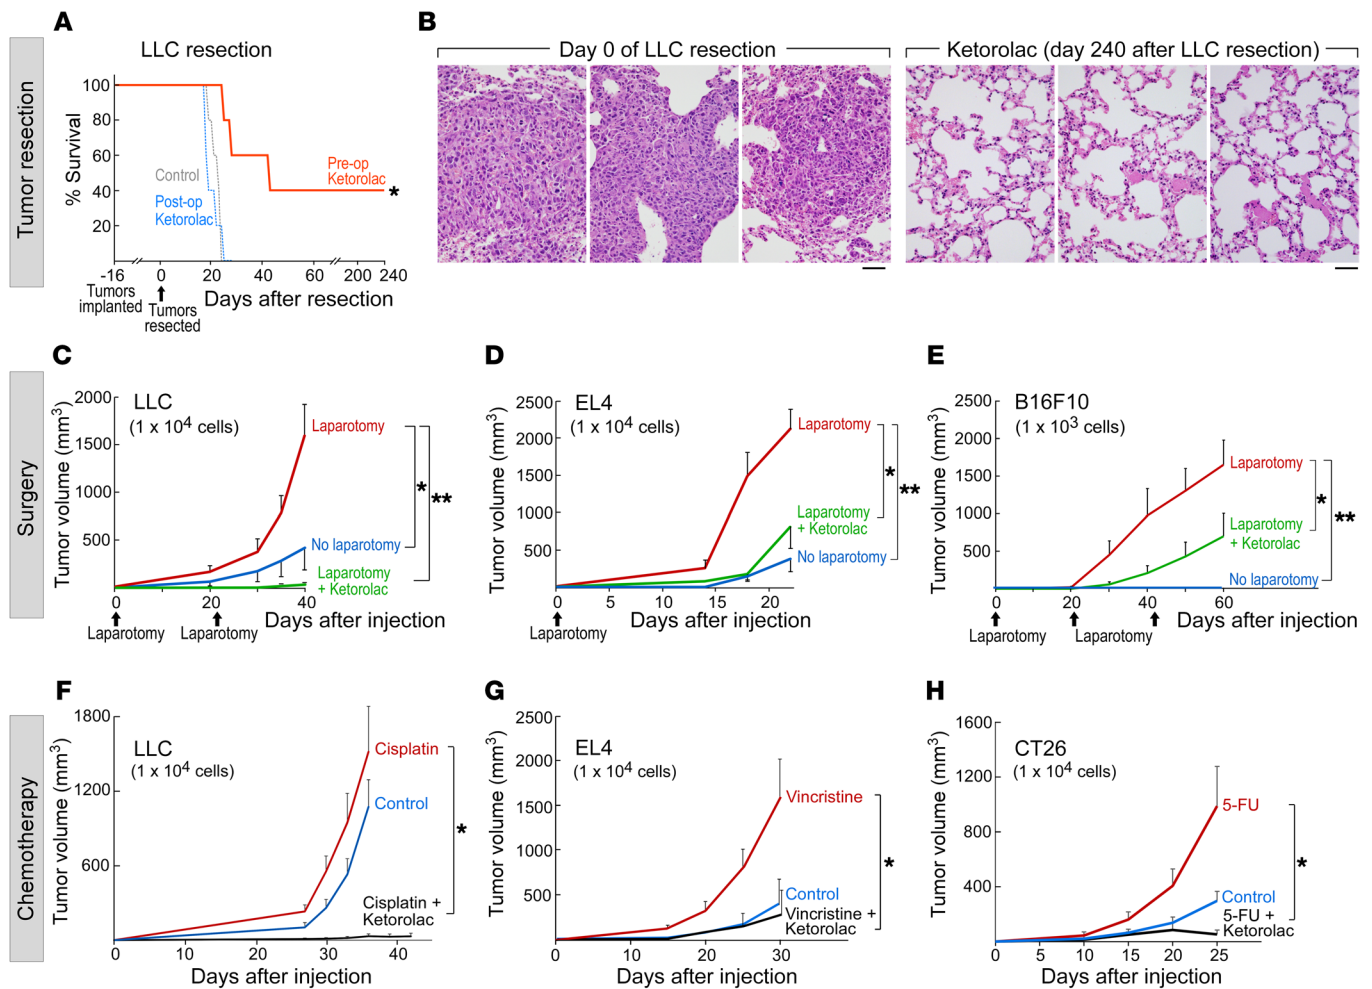 A
B
Tumor resection
LLC resection
% Survival
100
80
60
40
20
Control
Post-op
Ketorolac
Pre-op
Ketorolac
*
-16
0
20
40
60
200
240
Tumors
implanted
Tumors
resected
Days after resection
Day 0 of LLC resection
Ketorolac (day 240 after LLC resection)
C
D
E
Surgery
Tumor volume (mm3)
2000
1500
1000
500
LLC
(1 x 104 cells)
Laparotomy
No laparotomy
Laparotomy
+ Ketorolac
*
**
0
20
40
Days after injection
Laparotomy
Laparotomy
Tumor volume (mm3)
2500
2000
1500
1000
500
EL4
(1 x 104 cells)
Laparotomy
Laparotomy
+ Ketorolac
No laparotomy
*
**
0
5
10
15
20
Days after injection
Laparotomy
Tumor volume (mm3)
2500
2000
1500
1000
500
B16F10
(1 x 103 cells)
Laparotomy
Laparotomy
+ Ketorolac
No laparotomy
*
**
0
20
40
60
Days after injection
Laparotomy
Laparotomy
F
G
H
Chemotherapy
Tumor volume (mm3)
1800
1200
600
LLC
(1 x 104 cells)
Cisplatin
Control
Cisplatin +
Ketorolac
*
0
10
20
30
40
Days after injection
Tumor volume (mm3)
2500
2000
1500
1000
500
EL4
(1 x 104 cells)
Vincristine
Control
Vincristine +
Ketorolac
*
0
10
20
30
Days after injection
Tumor volume (mm3)
1600
1200
800
400
CT26
(1 x 104 cells)
5-FU
Control
5-FU +
Ketorolac
*
0
5
10
15
20
25
Days after injection